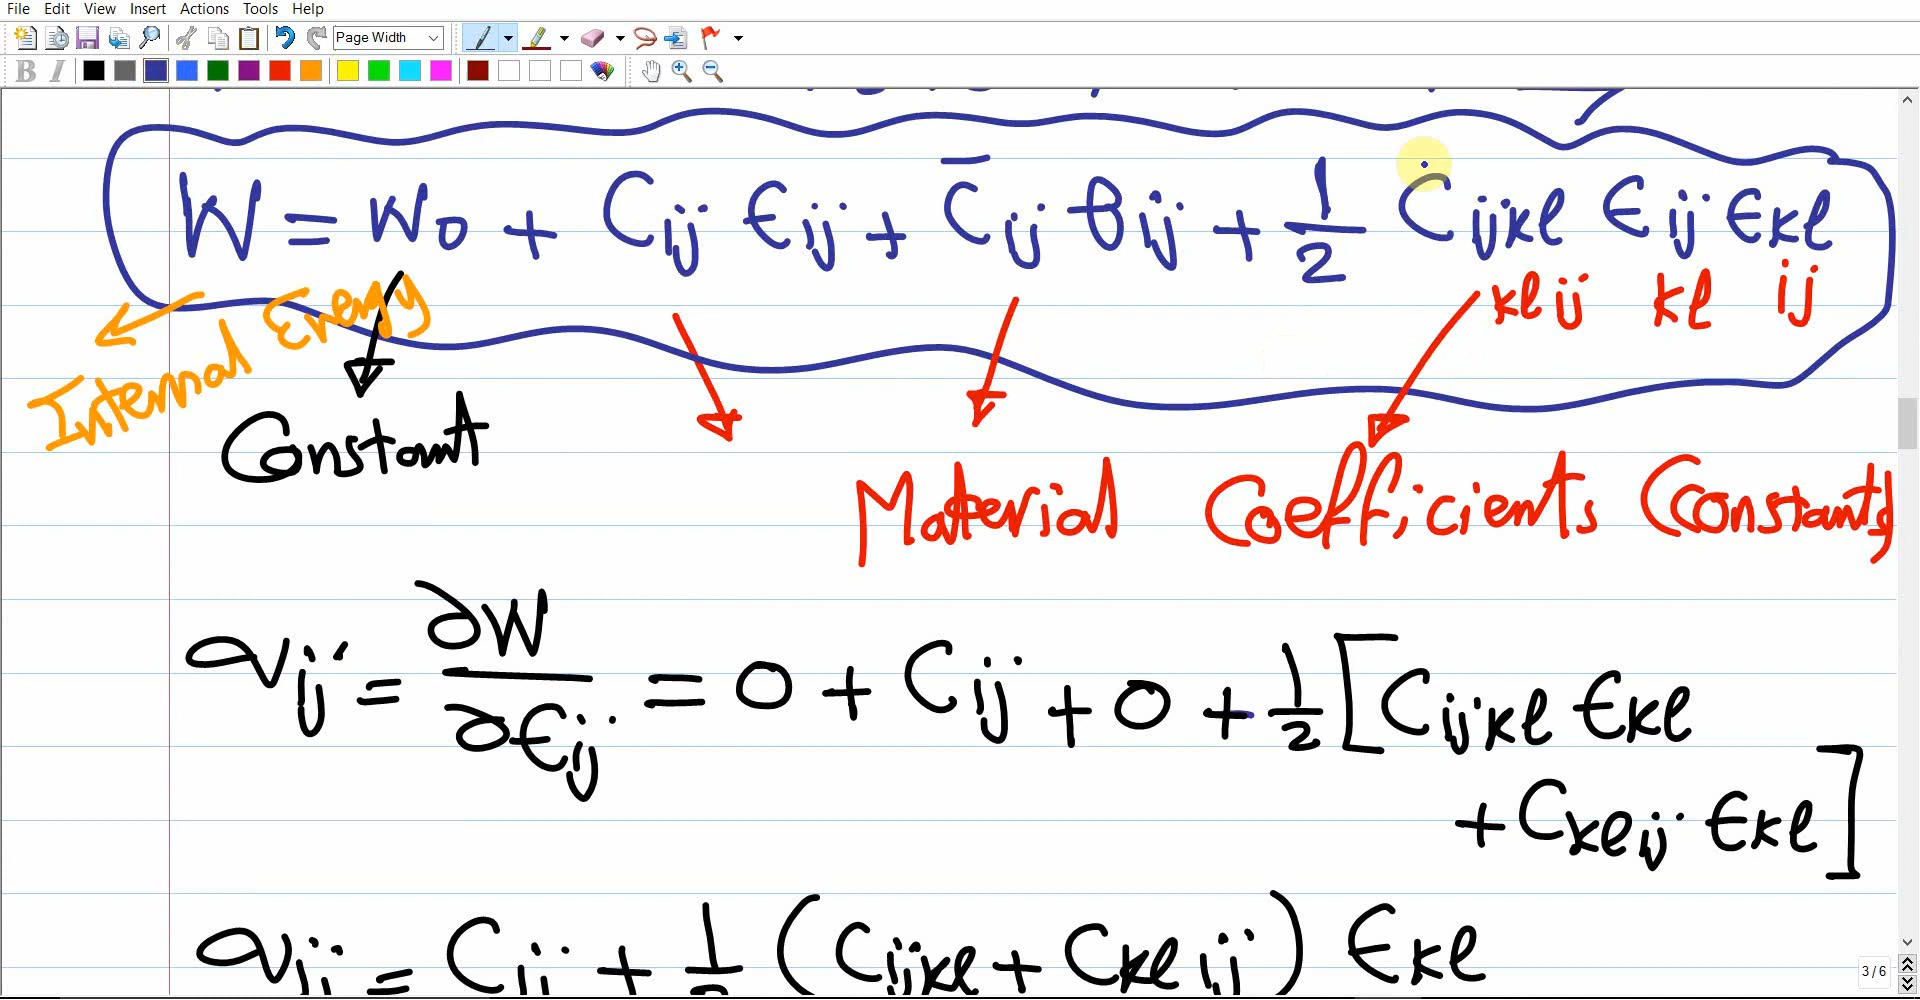 File Edit View Insert Actions Tools Help
Page Width
B I
W = W0 + Cij ϵij + C̄ij θij + 1/2 Cijkl ϵij ϵkl
klij kl ij
Internal Energy
Constant
Material Coefficients (Constants)
σij = ∂W/∂ϵij = 0 + Cij + 0 + 1/2 [Cijkl ϵkl
+ Cklij ϵkl]
σij = Cij + 1/2 (Cijkl + Cklij) ϵkl
3 / 6